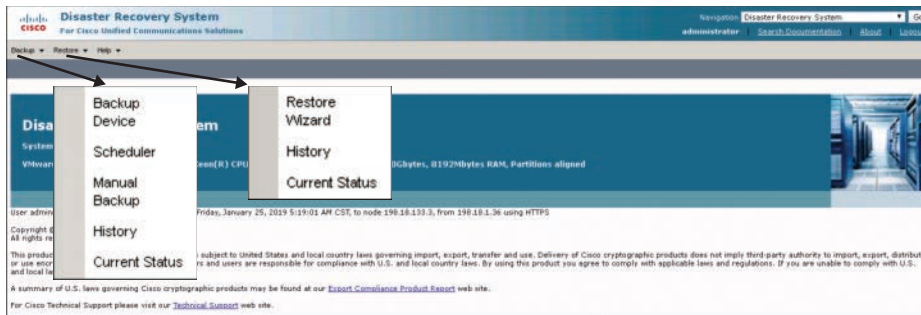 cisco
Disaster Recovery System
For Cisco Unified Communications Solutions
Navigation Disaster Recovery System
administrator Search Documentation About
Backup Restore Help
Backup
Device
Scheduler
Manual
Backup
History
Current Status
Restore
Wizard
History
Current Status
Disa em
System
VMwar eon(R) CPU 0Gbytes, 8192Mbytes RAM, Partitions aligned
User admin Friday, January 25, 2019 5:19:01 AM CST, to node 198.18.133.3, from 198.18.1.36 using HTTPS
Copyright
All rights re
This produc subject to United States and local country laws governing import, export, transfer and use. Delivery of Cisco cryptographic products does not imply third-party authority to import, export, distribut
or use encr rs and users are responsible for compliance with U.S. and local country laws. By using this product you agree to comply with applicable laws and regulations. If you are unable to comply with U.S.
and local la
A summary of U.S. laws governing Cisco cryptographic products may be found at our Export Compliance Product Report web site.
For Cisco Technical Support please visit our Technical Support web site.